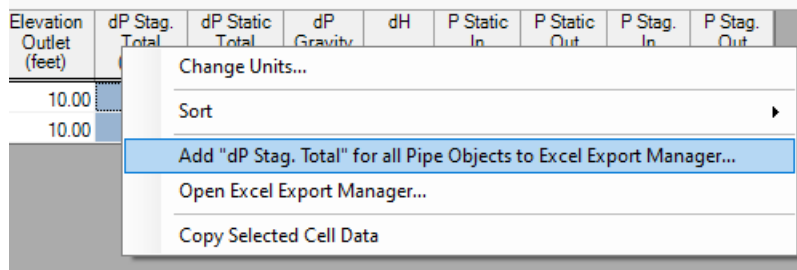 Elevation dP Stag. dP Static dP dH P Static P Static P Stag. P Stag.
Outlet Total Total Gravity In Out In Out
(feet)
Change Units...
10.00
Sort
10.00
Add "dP Stag. Total" for all Pipe Objects to Excel Export Manager...
Open Excel Export Manager...
Copy Selected Cell Data